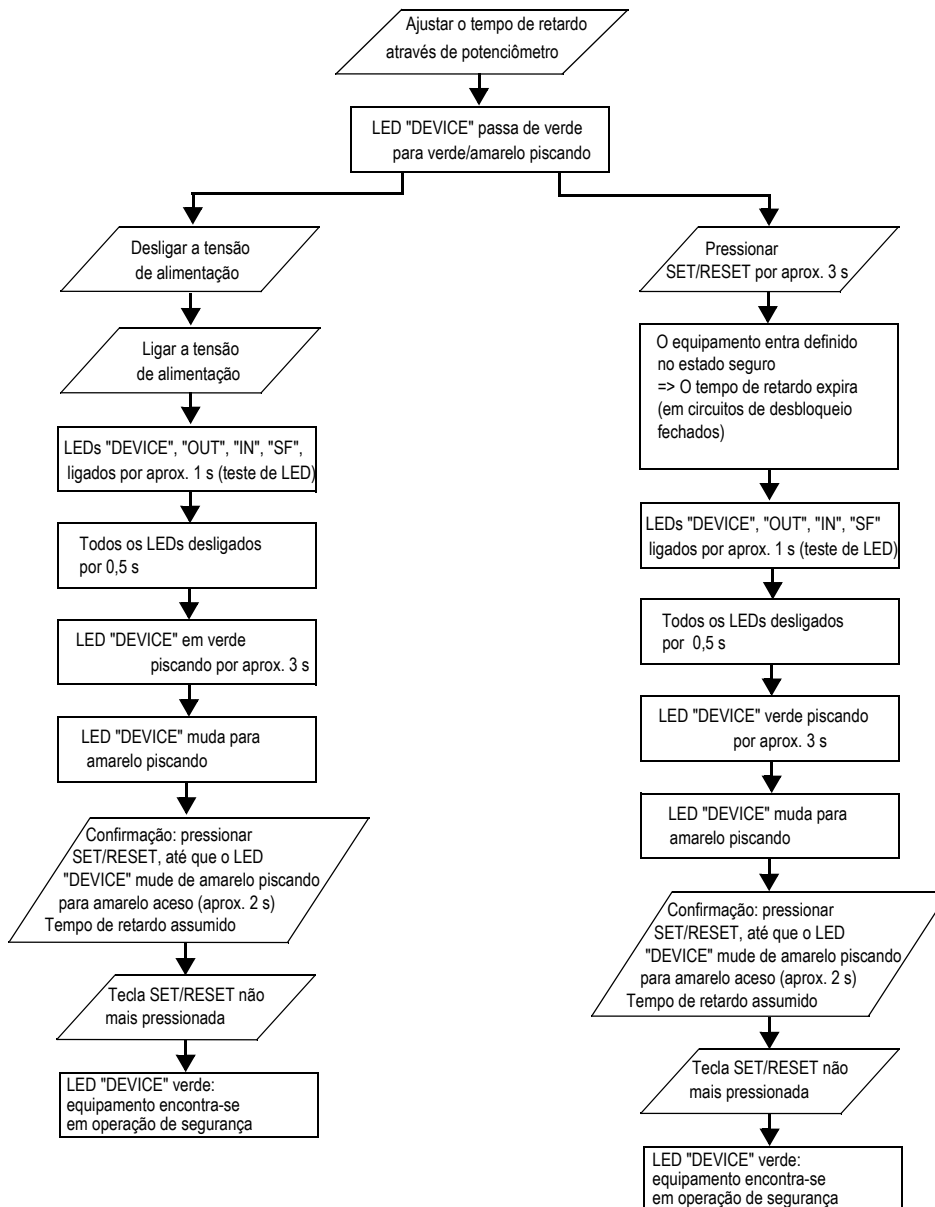 Ajustar o tempo de retardo
através de potenciômetro
LED "DEVICE" passa de verde
para verde/amarelo piscando
Desligar a tensão
de alimentação
Ligar a tensão
de alimentação
LEDs "DEVICE", "OUT", "IN", "SF",
ligados por aprox. 1 s (teste de LED)
Todos os LEDs desligados
por 0,5 s
LED "DEVICE" em verde
piscando por aprox. 3 s
LED "DEVICE" muda para
amarelo piscando
Confirmação: pressionar
SET/RESET, até que o LED
"DEVICE" mude de amarelo piscando
para amarelo aceso (aprox. 2 s)
Tempo de retardo assumido
Tecla SET/RESET não
mais pressionada
LED "DEVICE" verde:
equipamento encontra-se
em operação de segurança
Pressionar
SET/RESET por aprox. 3 s
O equipamento entra definido
no estado seguro
=> O tempo de retardo expira
(em circuitos de desbloqueio
fechados)
LEDs "DEVICE", "OUT", "IN", "SF"
ligados por aprox. 1 s (teste de LED)
Todos os LEDs desligados
por 0,5 s
LED "DEVICE" verde piscando
por aprox. 3 s
LED "DEVICE" muda para
amarelo piscando
Confirmação: pressionar
SET/RESET, até que o LED
"DEVICE" mude de amarelo piscando
para amarelo aceso (aprox. 2 s)
Tempo de retardo assumido
Tecla SET/RESET não
mais pressionada
LED "DEVICE" verde:
equipamento encontra-se
em operação de segurança